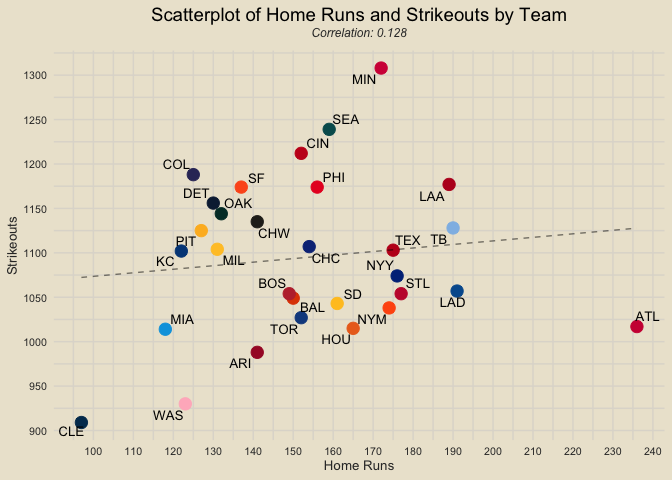 Scatterplot of Home Runs and Strikeouts by Team
Correlation: 0.128
1300
MIN
1250
SEA
CIN
1200
COL
SF
PHI
DET
LAA
1150
OAK
CHW
PIT
TEX
TB
1100
KC
MIL
CHC
NYY
BOS
SD
STL
1050
BAL
LAD
MIA
TOR
NYM
ATL
HOU
1000
ARI
950
WAS
900
CLE
100 110 120 130 140 150 160 170 180 190 200 210 220 230 240
Home Runs
Strikeouts